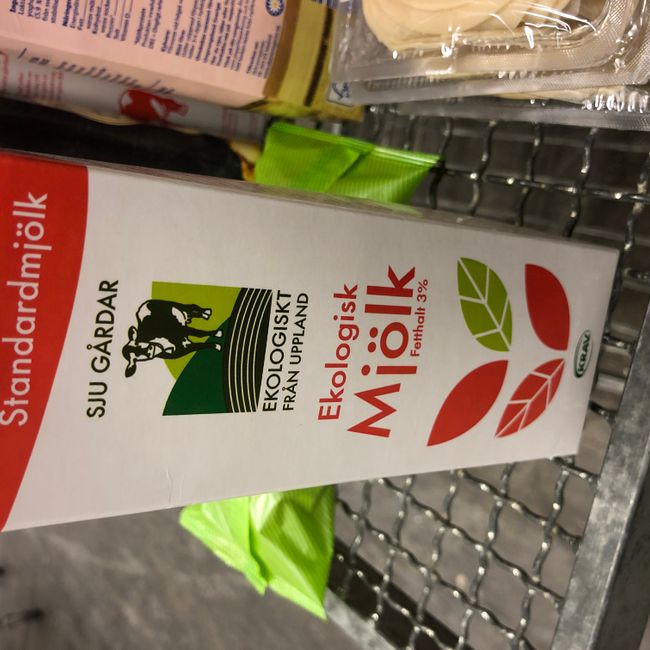 Standardmjölk
SJU GÅRDAR
EKOLOGISKT
FRÅN UPPLAND
Ekologisk
Mjölk
Fetthalt 3%
KRAV